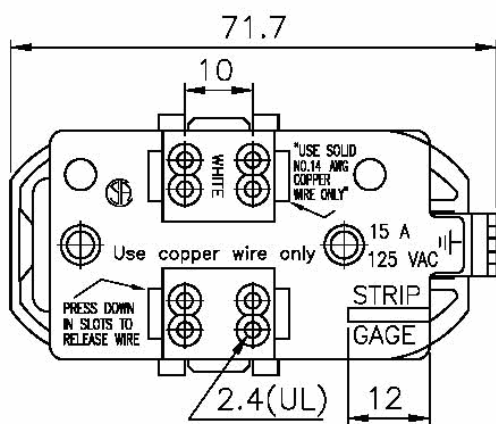 71.7
10
WHITE
"USE SOLID
NO.14 AWG
COPPER
WIRE ONLY"
15 A
125 VAC
Use copper wire only
PRESS DOWN
IN SLOTS TO
RELEASE WIRE
STRIP
GAGE
2.4(UL)
12